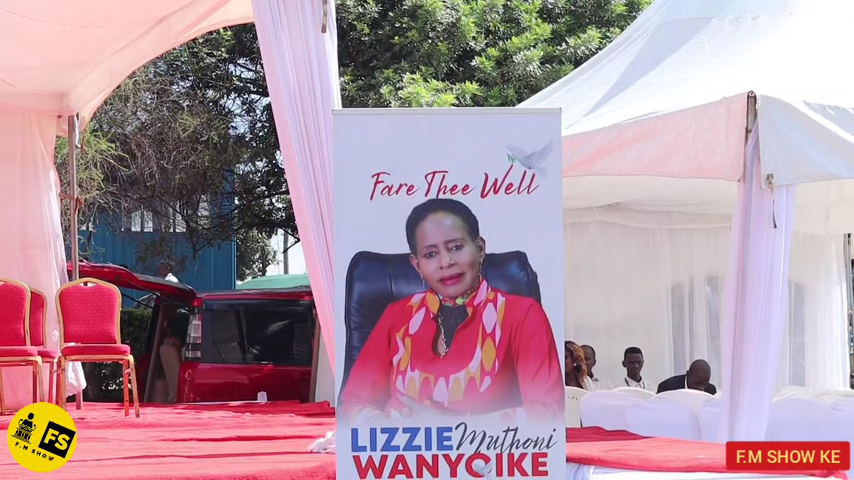 Fare Thee Well
LIZZIE Muthoni
WANYOIKE
FS
F.M SHOW
F.M SHOW KE